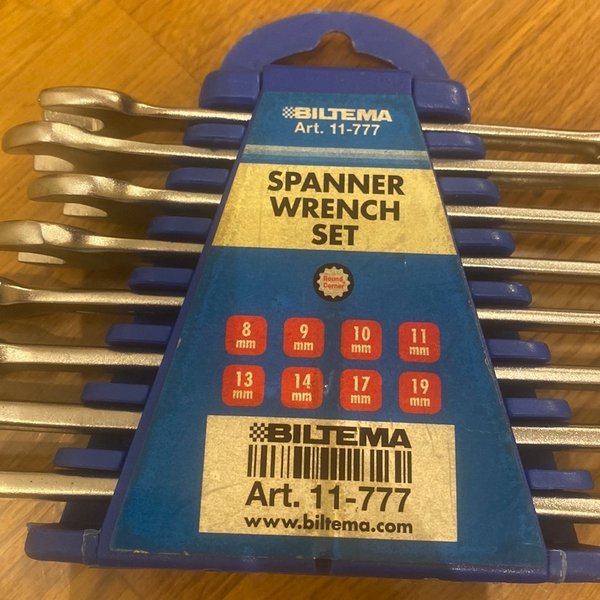 BILTEMA
Art. 11-777
SPANNER
WRENCH
SET
Round
Corner
8 mm 9 mm 10 mm 11 mm
13 mm 14 mm 17 mm 19 mm
BILTEMA
Art. 11-777
www.biltema.com